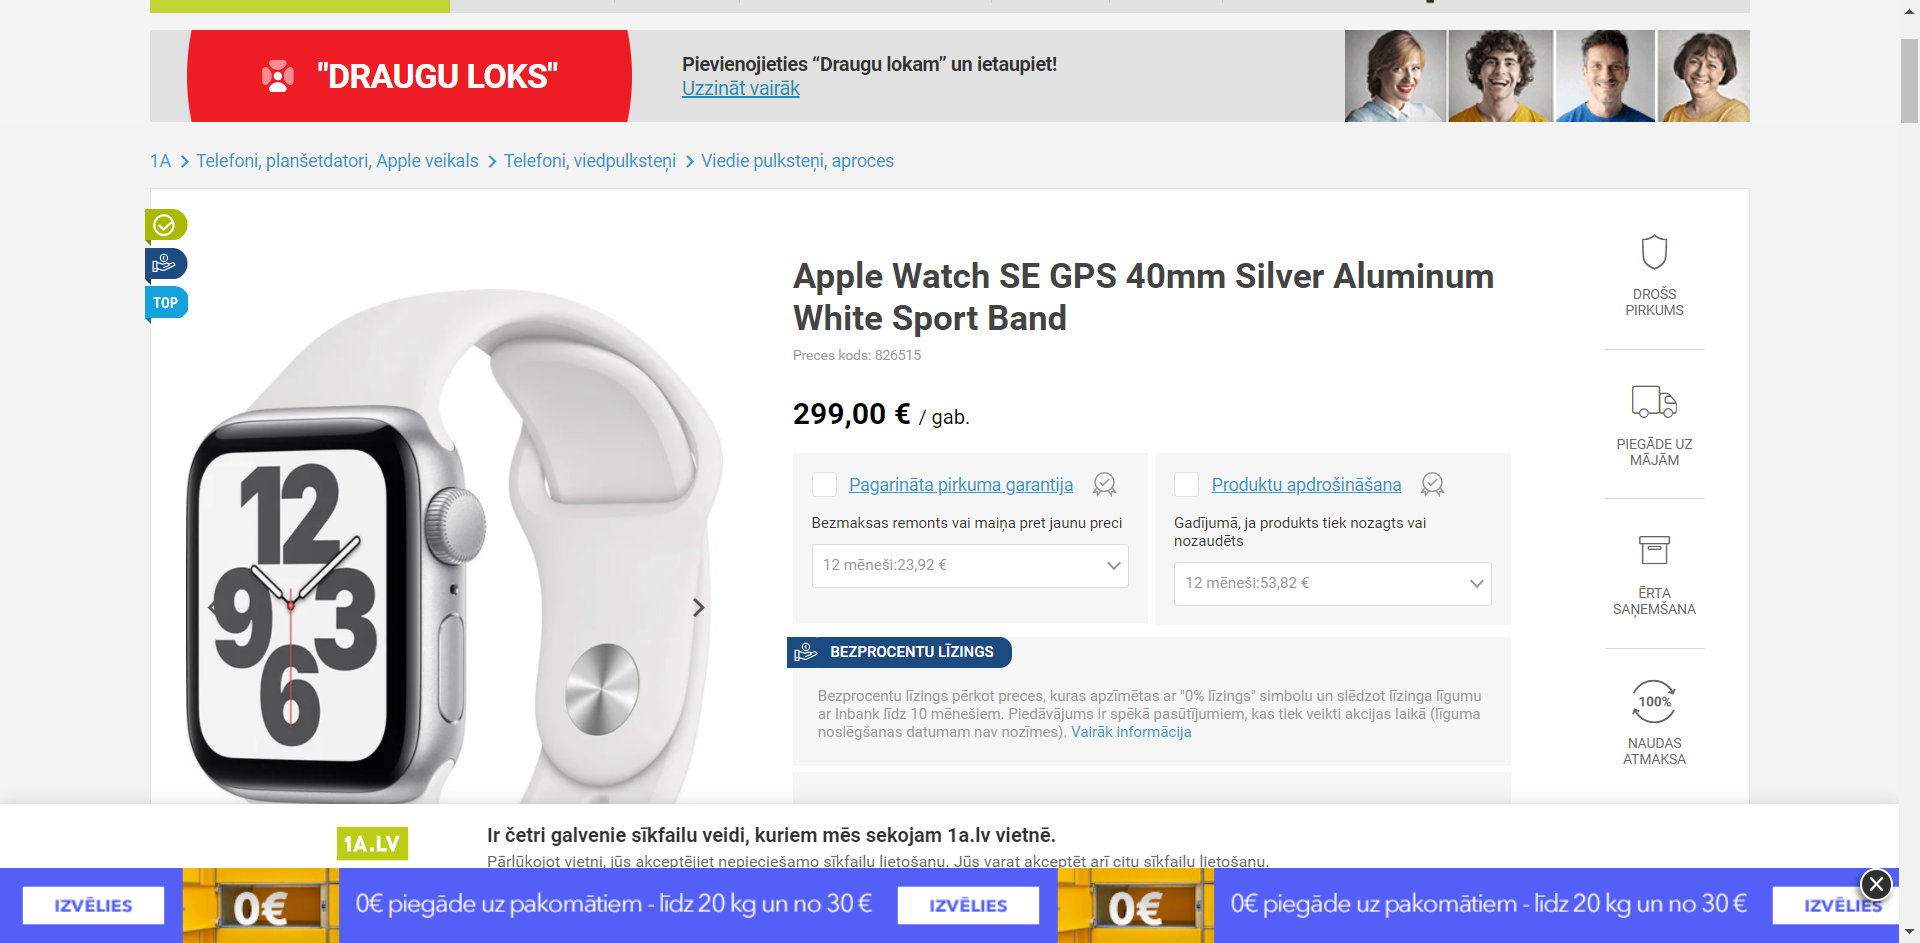 "DRAUGU LOKS"
Pievienojieties “Draugu lokam” un ietaupiet!
Uzzināt vairāk
1A > Telefoni, planšetdatori, Apple veikals > Telefoni, viedpulksteņi > Viedie pulksteņi, aproces
TOP
12
9 3
6
Apple Watch SE GPS 40mm Silver Aluminum
White Sport Band
Preces kods: 826515
299,00 € / gab.
Pagarināta pirkuma garantija
Bezmaksas remonts vai maiņa pret jaunu preci
12 mēneši:23,92 €
Produktu apdrošināšana
Gadījumā, ja produkts tiek nozagts vai
nozaudēts
12 mēneši:53,82 €
BEZPROCENTU LĪZINGS
Bezprocentu līzings pērkot preces, kuras apzīmētas ar "0% līzings" simbolu un slēdzot līzinga līgumu
ar Inbank līdz 10 mēnešiem. Piedāvājums ir spēkā pasūtījumiem, kas tiek veikti akcijas laikā (līguma
noslēgšanas datumam nav nozīmes). Vairāk informācija
DROŠS
PIRKUMS
PIEGĀDE UZ
MĀJĀM
ĒRTA
SAŅEMŠANA
100%
NAUDAS
ATMAKSA
1A.LV
Ir četri galvenie sīkfailu veidi, kuriem mēs sekojam 1a.lv vietnē.
Pārlūkojot vietni, jūs akceptējiet nepieciešamo sīkfailu lietošanu. Jūs varat akceptēt arī citu sīkfailu lietošanu.
IZVĒLIES
0€
0€ piegāde uz pakomātiem - līdz 20 kg un no 30 €
IZVĒLIES
0€
0€ piegāde uz pakomātiem - līdz 20 kg un no 30 €
IZVĒLIES